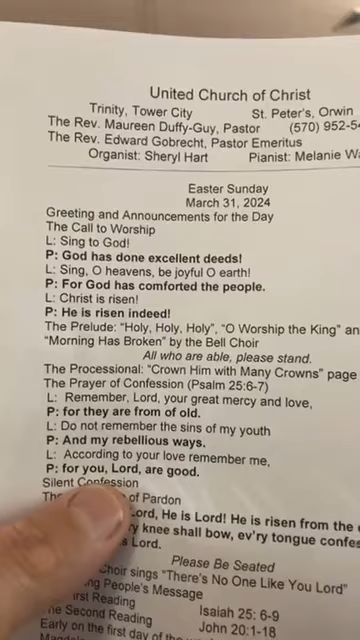 United Church of Christ
Trinity, Tower City St. Peter's, Orwin
The Rev. Maureen Duffy-Guy, Pastor (570) 952-54
The Rev. Edward Gobrecht, Pastor Emeritus
Organist: Sheryl Hart Pianist: Melanie Wa
Easter Sunday
March 31, 2024
Greeting and Announcements for the Day
The Call to Worship
L: Sing to God!
P: God has done excellent deeds!
L: Sing, O heavens, be joyful O earth!
P: For God has comforted the people.
L: Christ is risen!
P: He is risen indeed!
The Prelude: "Holy, Holy, Holy", "O Worship the King" an
"Morning Has Broken" by the Bell Choir
All who are able, please stand.
The Processional: "Crown Him with Many Crowns" page
The Prayer of Confession (Psalm 25:6-7)
L: Remember, Lord, your great mercy and love,
P: for they are from of old.
L: Do not remember the sins of my youth
P: And my rebellious ways.
L: According to your love remember me,
P: for you, Lord, are good.
Silent Confession
of Pardon
Lord, He is Lord! He is risen from the
knee shall bow, ev'ry tongue confes
Lord.
Please Be Seated
Choir sings "There's No One Like You Lord"
People's Message
First Reading Isaiah 25: 6-9
The Second Reading John 20:1-18
Early on the first day of the